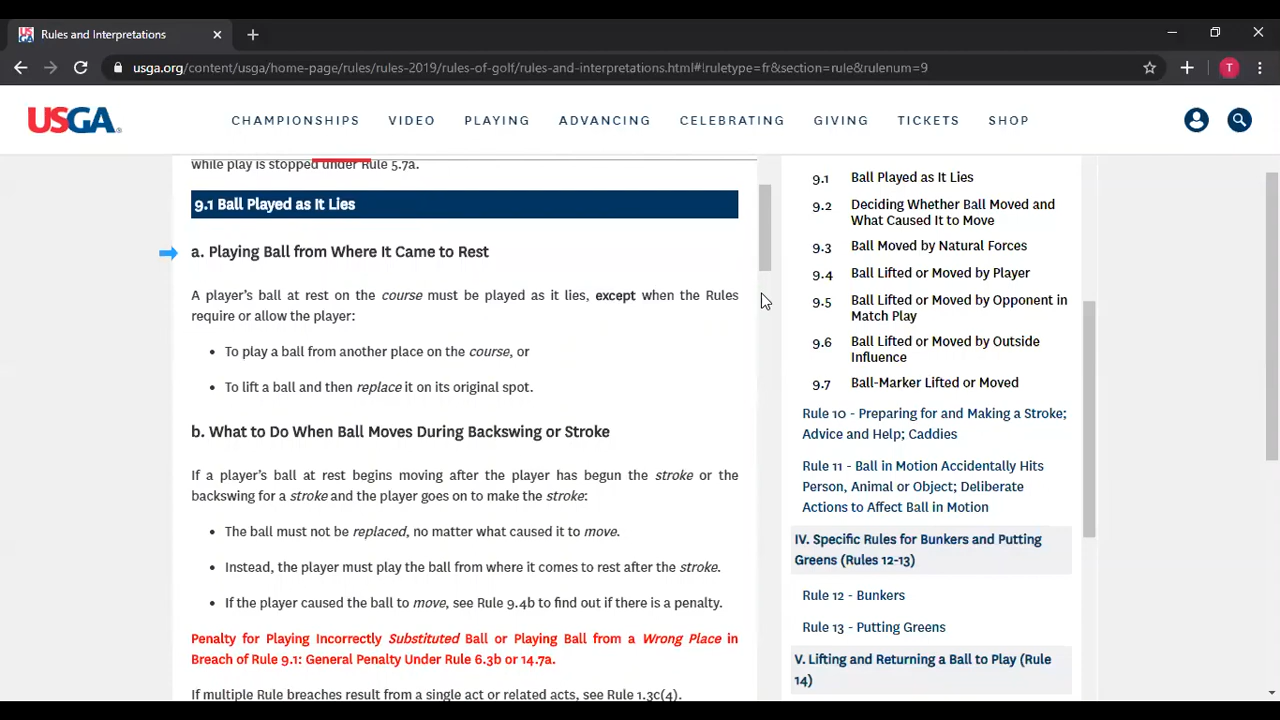 Rules and Interpretations
usga.org/content/usga/home-page/rules/rules-2019/rules-of-golf/rules-and-interpretations.html#!ruletype=fr&section=rule&rulenum=9
T
USGA
CHAMPIONSHIPS VIDEO PLAYING ADVANCING CELEBRATING GIVING TICKETS SHOP
while play is stopped under Rule 5.7a.
9.1 Ball Played as It Lies
a. Playing Ball from Where It Came to Rest
A player's ball at rest on the course must be played as it lies, except when the Rules
require or allow the player:
• To play a ball from another place on the course, or
• To lift a ball and then replace it on its original spot.
b. What to Do When Ball Moves During Backswing or Stroke
If a player's ball at rest begins moving after the player has begun the stroke or the
backswing for a stroke and the player goes on to make the stroke:
• The ball must not be replaced, no matter what caused it to move.
• Instead, the player must play the ball from where it comes to rest after the stroke.
• If the player caused the ball to move, see Rule 9.4b to find out if there is a penalty.
Penalty for Playing Incorrectly Substituted Ball or Playing Ball from a Wrong Place in
Breach of Rule 9.1: General Penalty Under Rule 6.3b or 14.7a.
If multiple Rule breaches result from a single act or related acts, see Rule 1.3c(4).
9.1 Ball Played as It Lies
9.2 Deciding Whether Ball Moved and
What Caused It to Move
9.3 Ball Moved by Natural Forces
9.4 Ball Lifted or Moved by Player
9.5 Ball Lifted or Moved by Opponent in
Match Play
9.6 Ball Lifted or Moved by Outside
Influence
9.7 Ball-Marker Lifted or Moved
Rule 10 - Preparing for and Making a Stroke;
Advice and Help; Caddies
Rule 11 - Ball in Motion Accidentally Hits
Person, Animal or Object; Deliberate
Actions to Affect Ball in Motion
IV. Specific Rules for Bunkers and Putting
Greens (Rules 12-13)
Rule 12 - Bunkers
Rule 13 - Putting Greens
V. Lifting and Returning a Ball to Play (Rule
14)